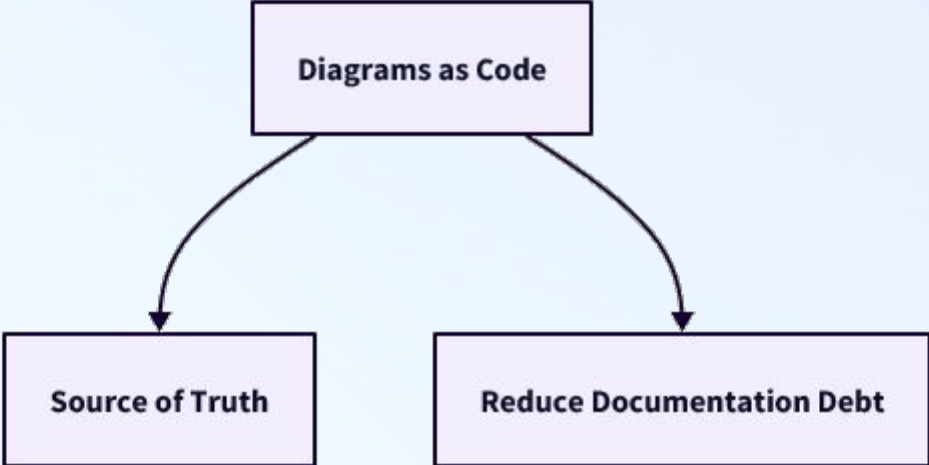 Diagrams as Code
Source of Truth
Reduce Documentation Debt